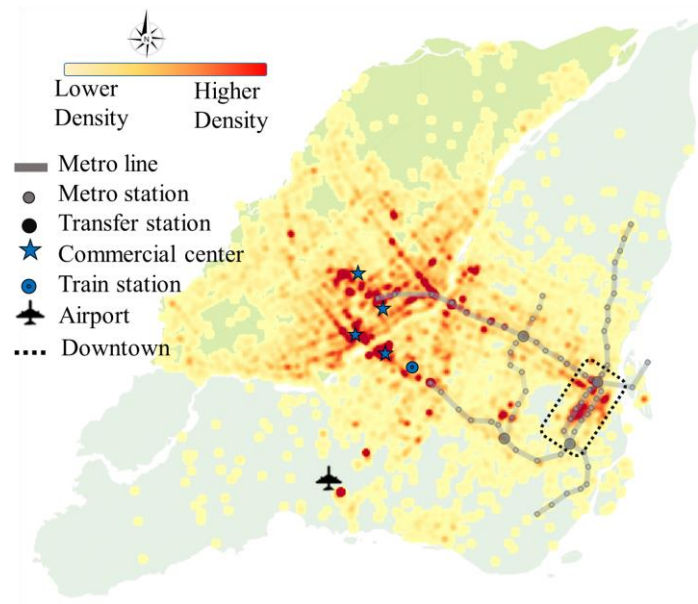 N
Lower Higher
Density Density
Metro line
Metro station
Transfer station
Commercial center
Train station
Airport
Downtown